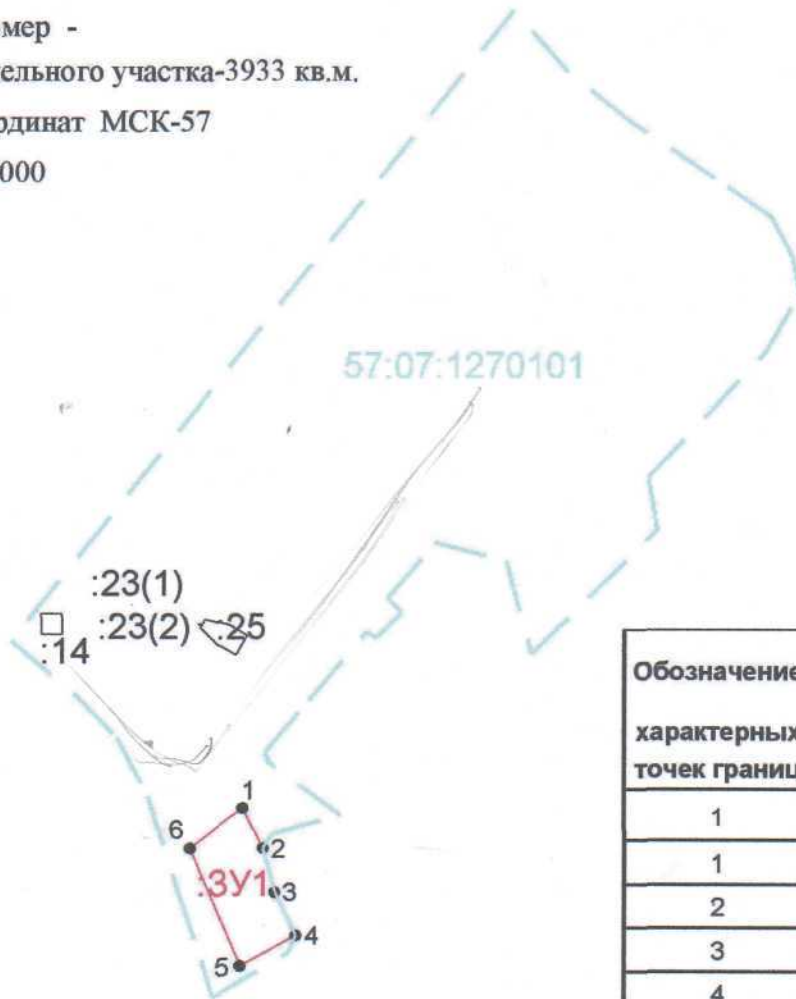 мер -
ельного участка-3933 кв.м.
рдинат МСК-57
000
57:07:1270101
:23(1)
:23(2) :25
:14
1
6
2
:ЗУ1
3
4
5
Обозначение
характерных
точек границ
1
1
2
3
4